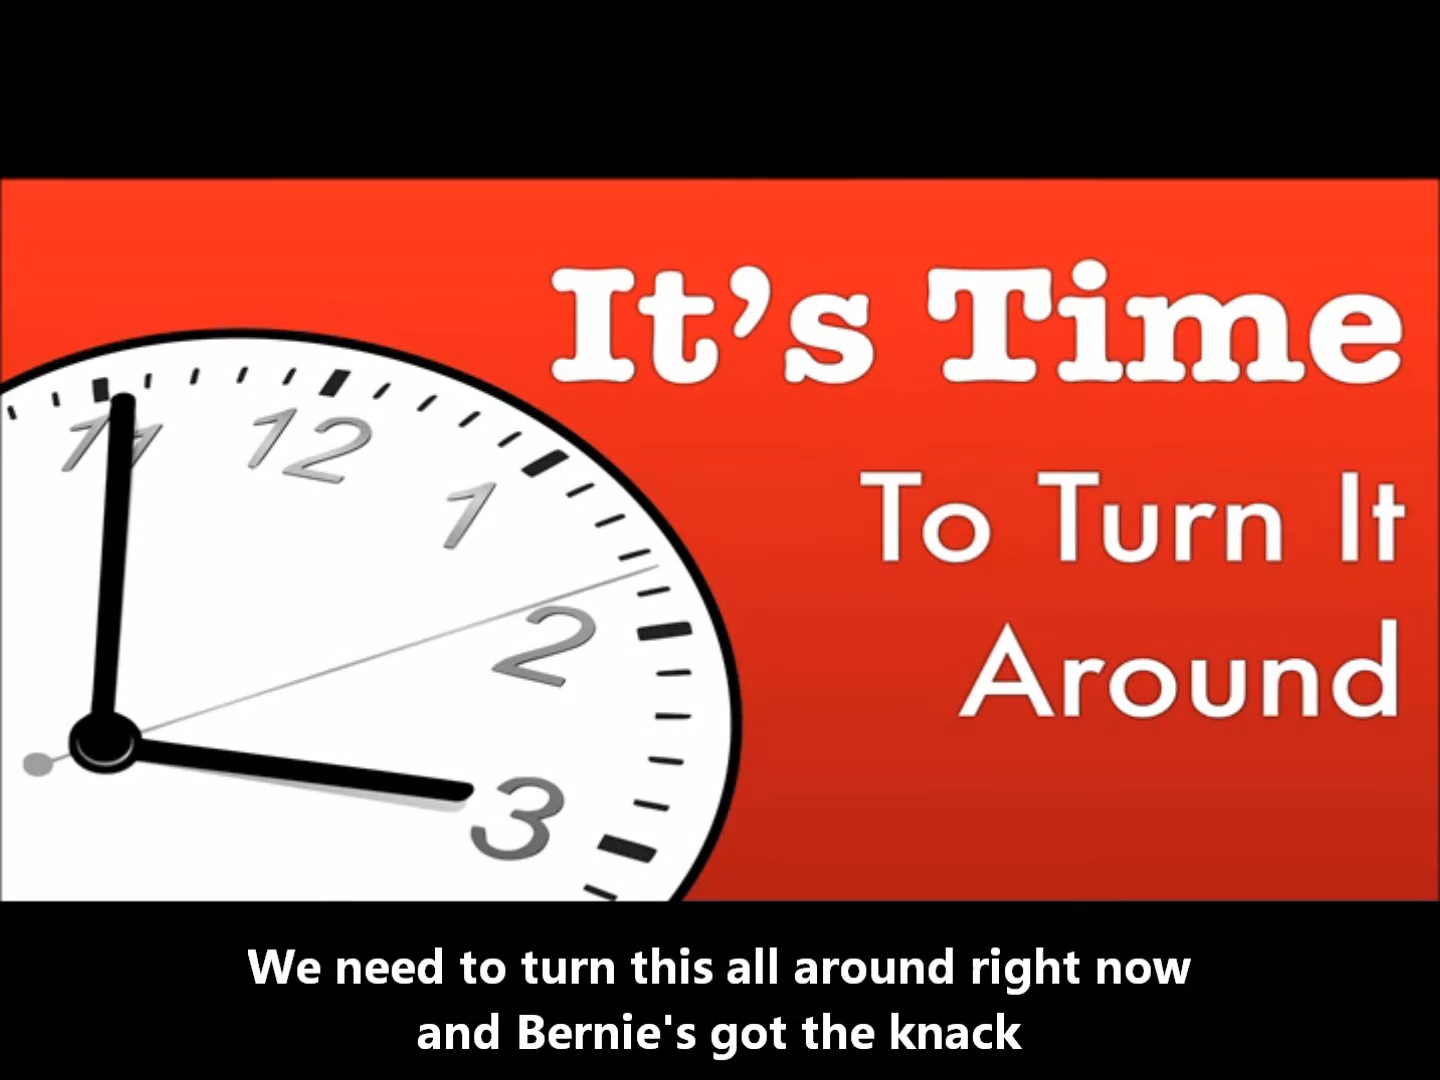 It's Time
To Turn It
Around
11
12
1
2
3
We need to turn this all around right now
and Bernie's got the knack